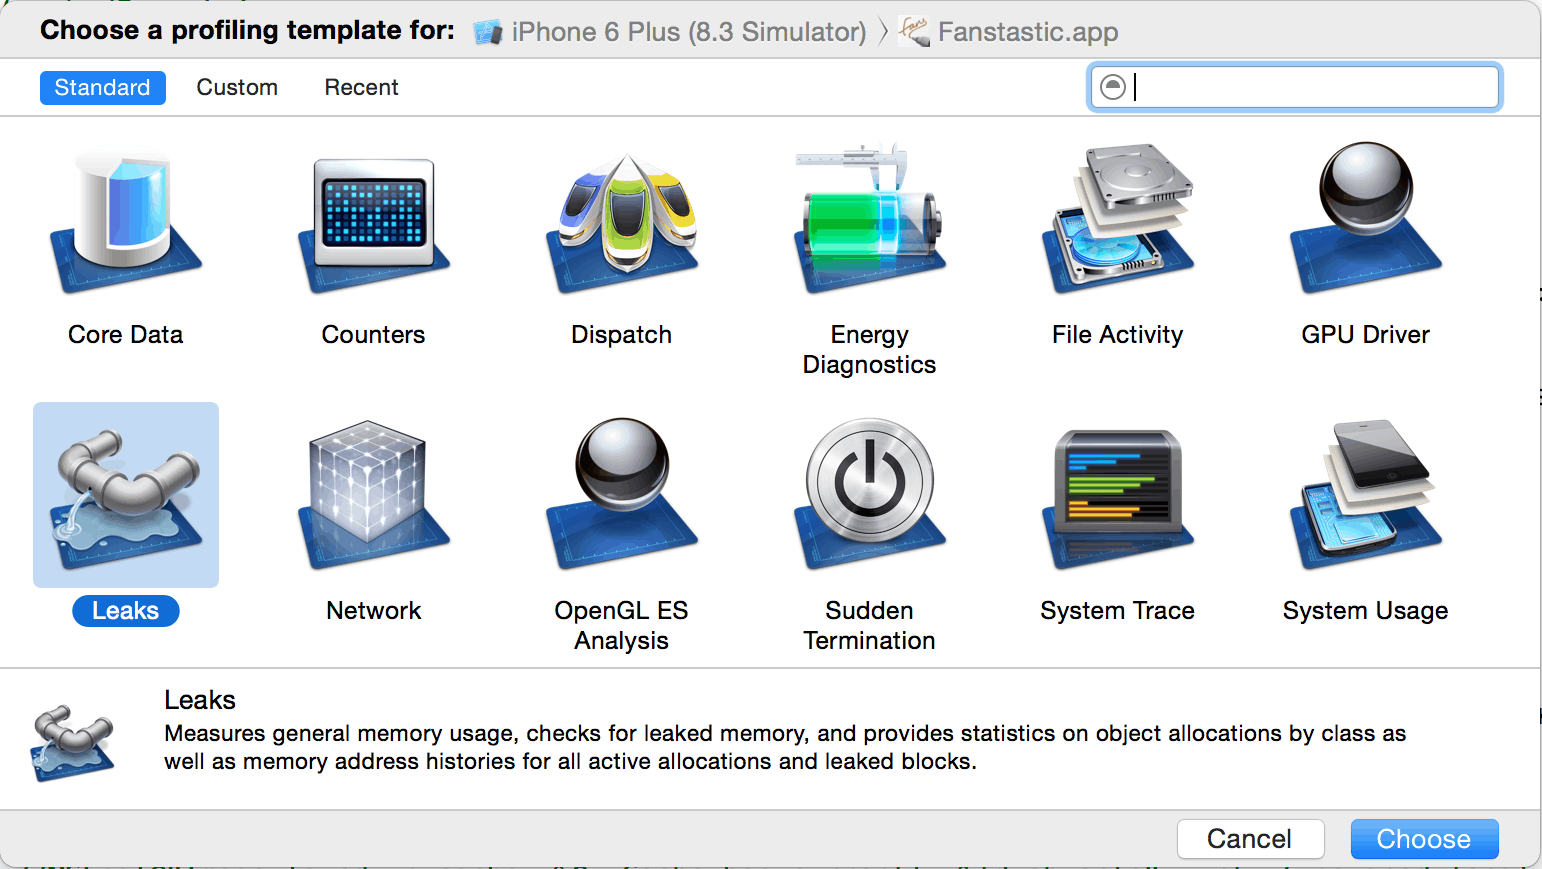 Choose a profiling template for: iPhone 6 Plus (8.3 Simulator) Fanstastic.app
Standard Custom Recent
Core Data Counters Dispatch Energy Diagnostics File Activity GPU Driver
Leaks Network OpenGL ES Analysis Sudden Termination System Trace System Usage
Leaks
Measures general memory usage, checks for leaked memory, and provides statistics on object allocations by class as
well as memory address histories for all active allocations and leaked blocks.
Cancel Choose